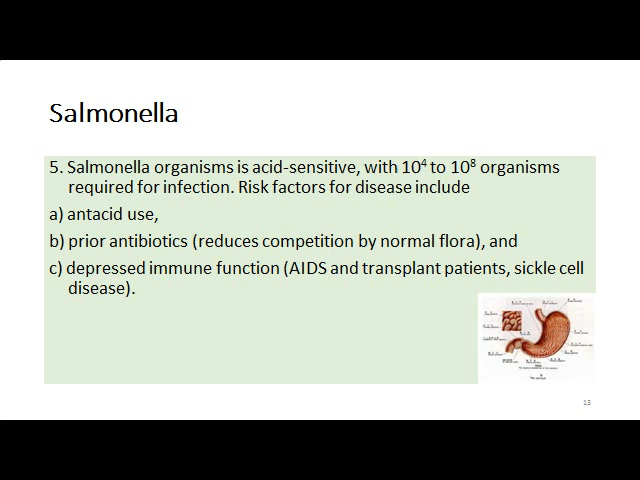 Salmonella
5. Salmonella organisms is acid-sensitive, with 10⁴ to 10⁸ organisms
required for infection. Risk factors for disease include
a) antacid use,
b) prior antibiotics (reduces competition by normal flora), and
c) depressed immune function (AIDS and transplant patients, sickle cell
disease).
13